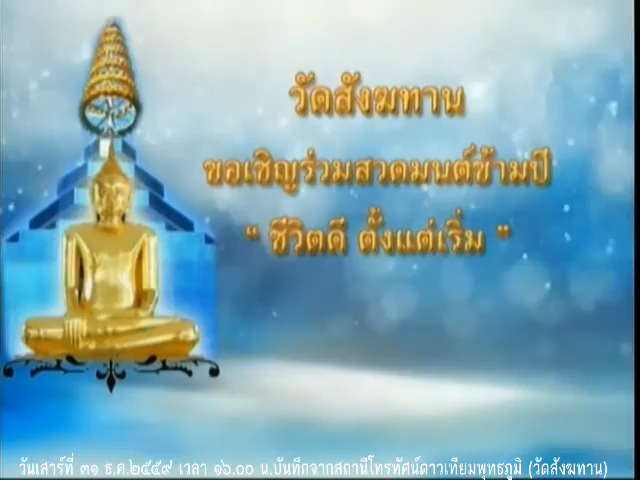 วัดสังฆทาน
ขอเชิญร่วมสวดมนต์ข้ามปี
" ชีวิตดี ตั้งแต่เริ่ม "
วันเสาร์ที่ ๓๑ ธ.ค.๒๕๕๙ เวลา ๑๖.๐๐ น.บันทึกจากสถานีโทรทัศน์ดาวเทียมพุทธภูมิ (วัดสังฆทาน)